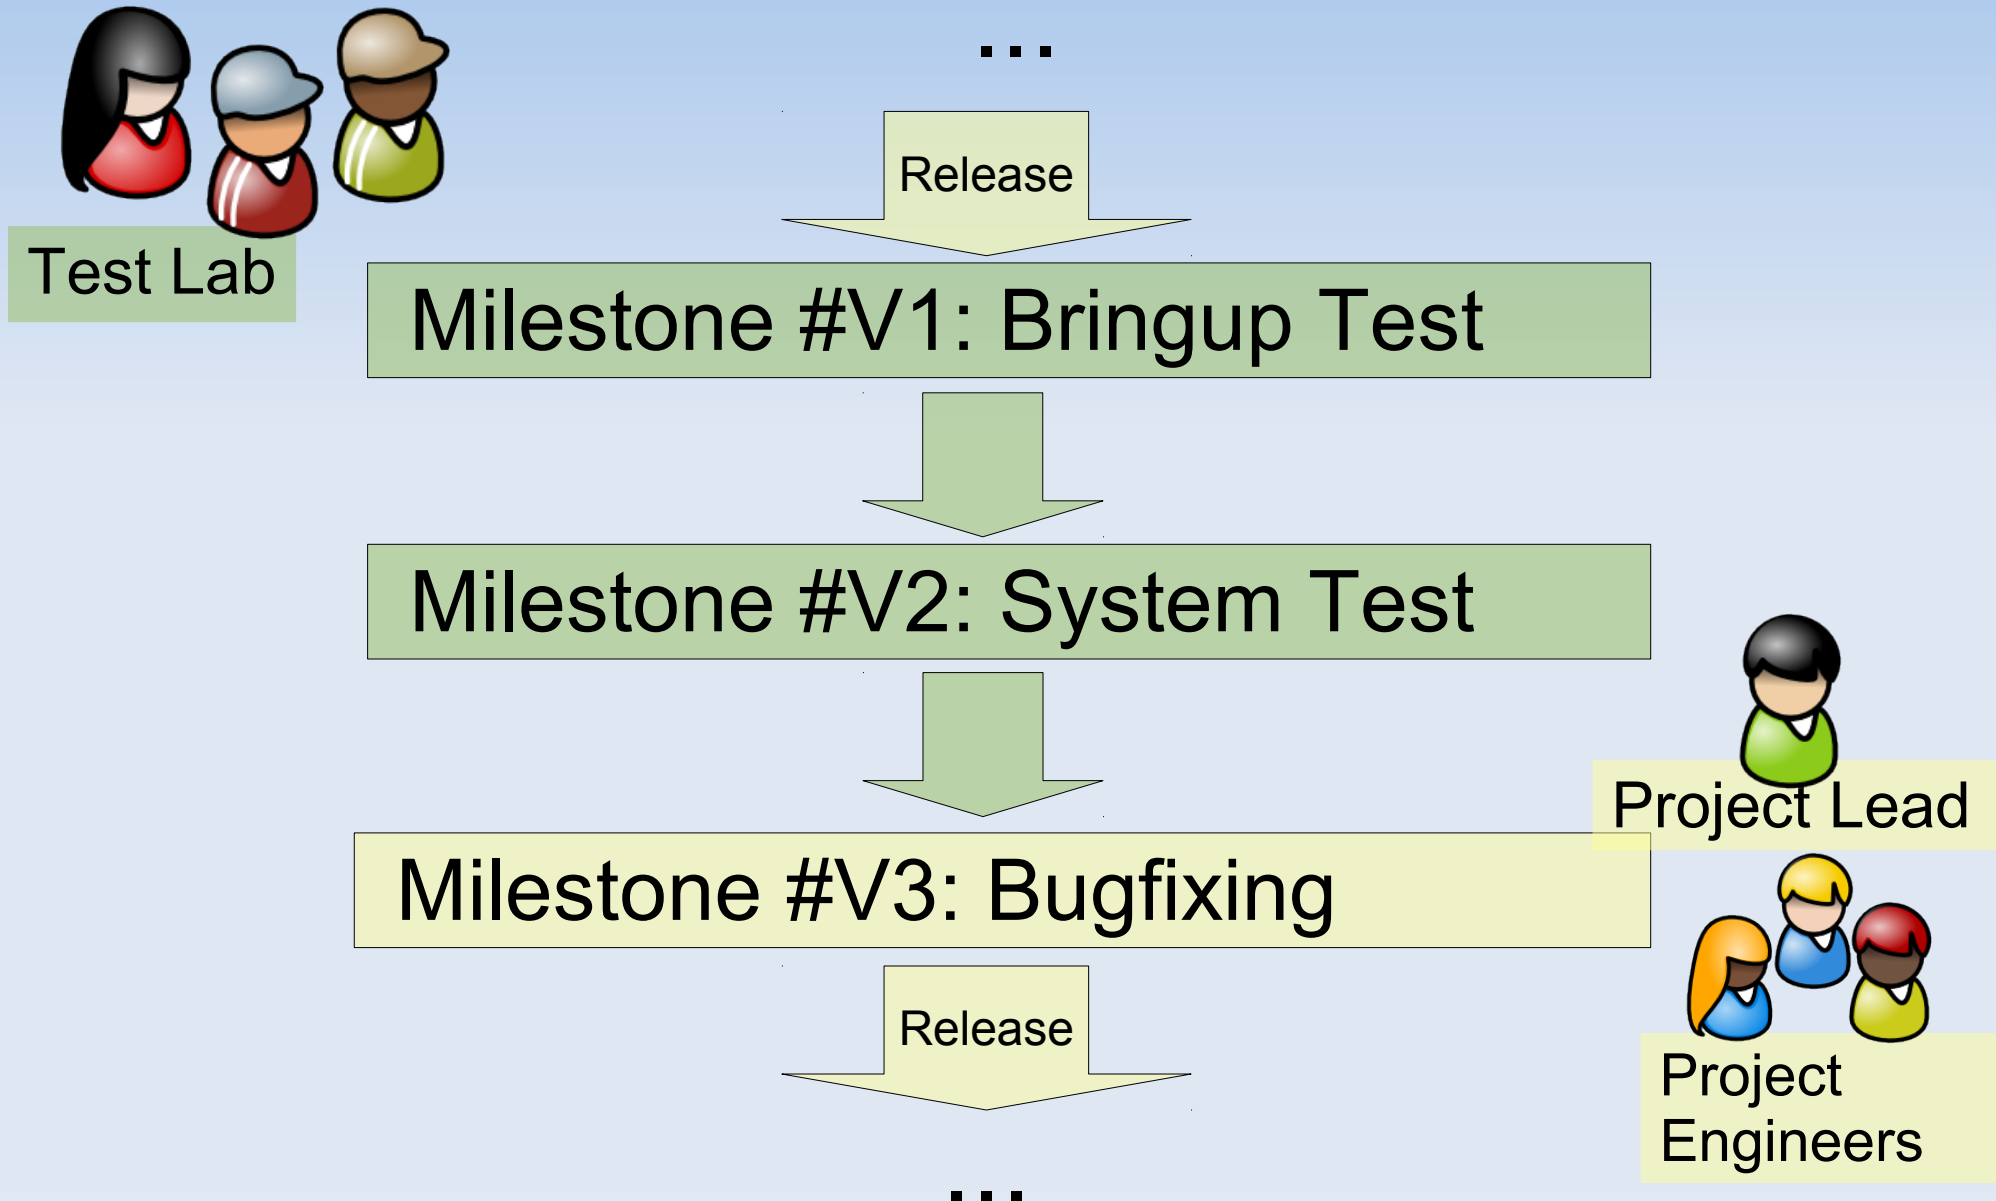 ...
Release
Test Lab
Milestone #V1: Bringup Test
Milestone #V2: System Test
Project Lead
Milestone #V3: Bugfixing
Release
Project
Engineers
...